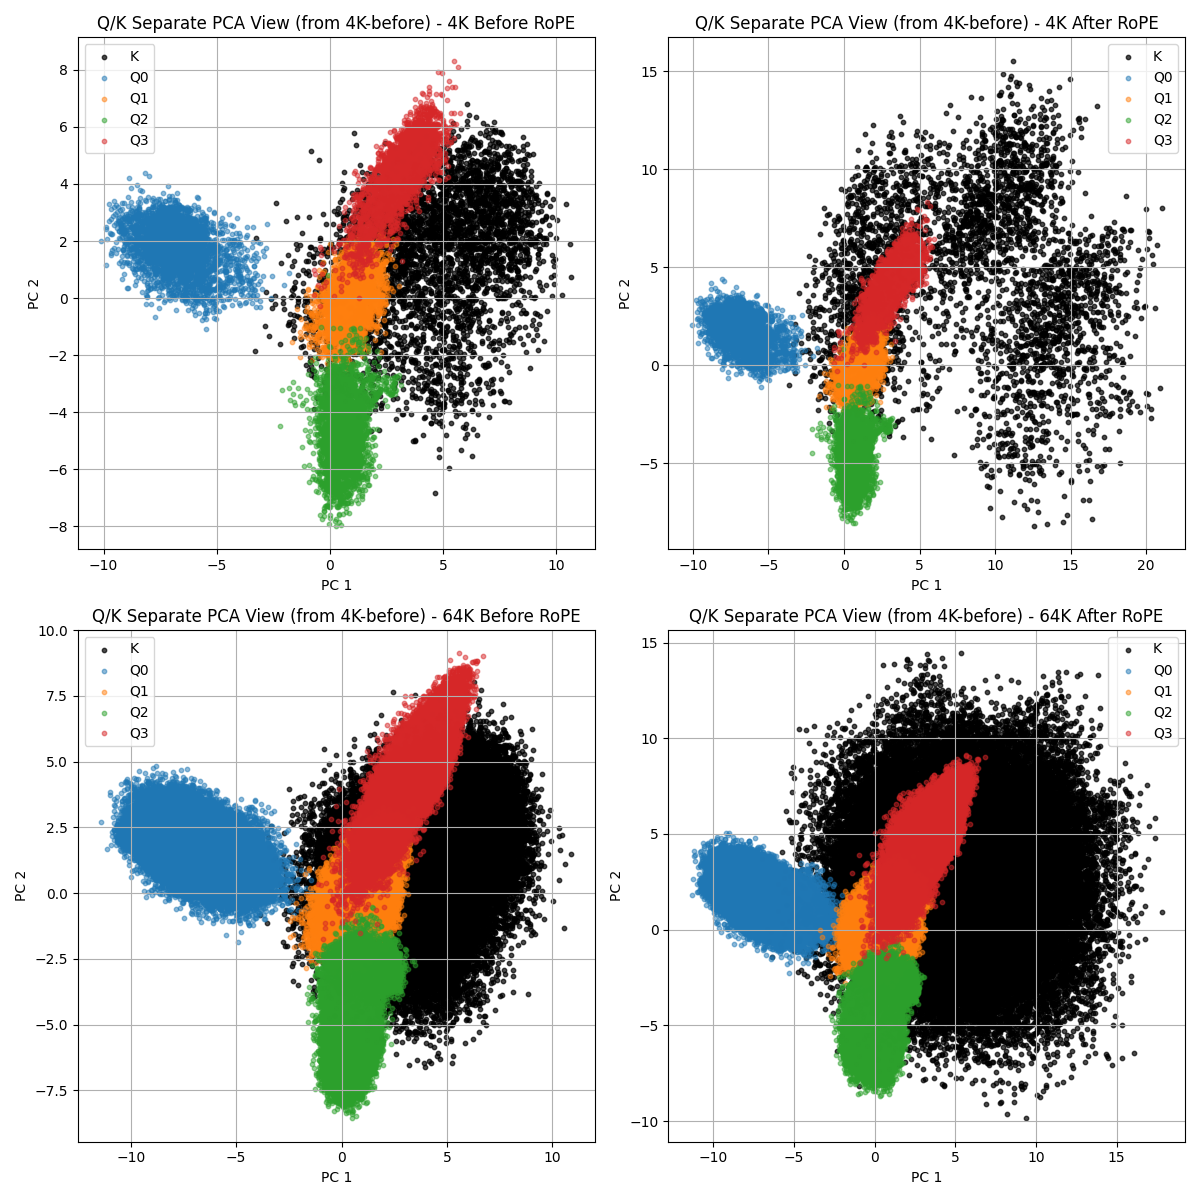 Q/K Separate PCA View (from 4K-before) - 4K Before RoPE
K
Q0
Q1
Q2
Q3
8
6
4
2
0
−2
−4
−6
−8
PC 2
−10
−5
0
5
10
PC 1
Q/K Separate PCA View (from 4K-before) - 4K After RoPE
K
Q0
Q1
Q2
Q3
15
10
5
0
−5
PC 2
−10
−5
0
5
10
15
20
PC 1
Q/K Separate PCA View (from 4K-before) - 64K Before RoPE
K
Q0
Q1
Q2
Q3
10.0
7.5
5.0
2.5
0.0
−2.5
−5.0
−7.5
PC 2
−10
−5
0
5
10
PC 1
Q/K Separate PCA View (from 4K-before) - 64K After RoPE
K
Q0
Q1
Q2
Q3
15
10
5
0
−5
−10
PC 2
−10
−5
0
5
10
15
PC 1